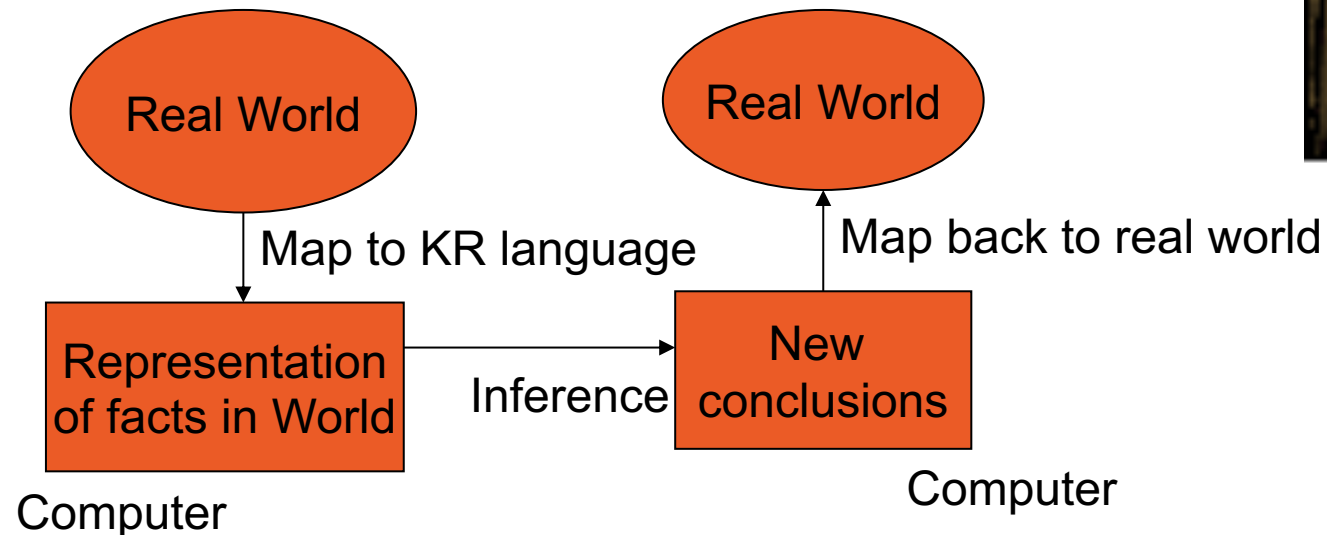 Real World
Real World
Map to KR language
Map back to real world
Representation
of facts in World
Inference
New
conclusions
Computer
Computer